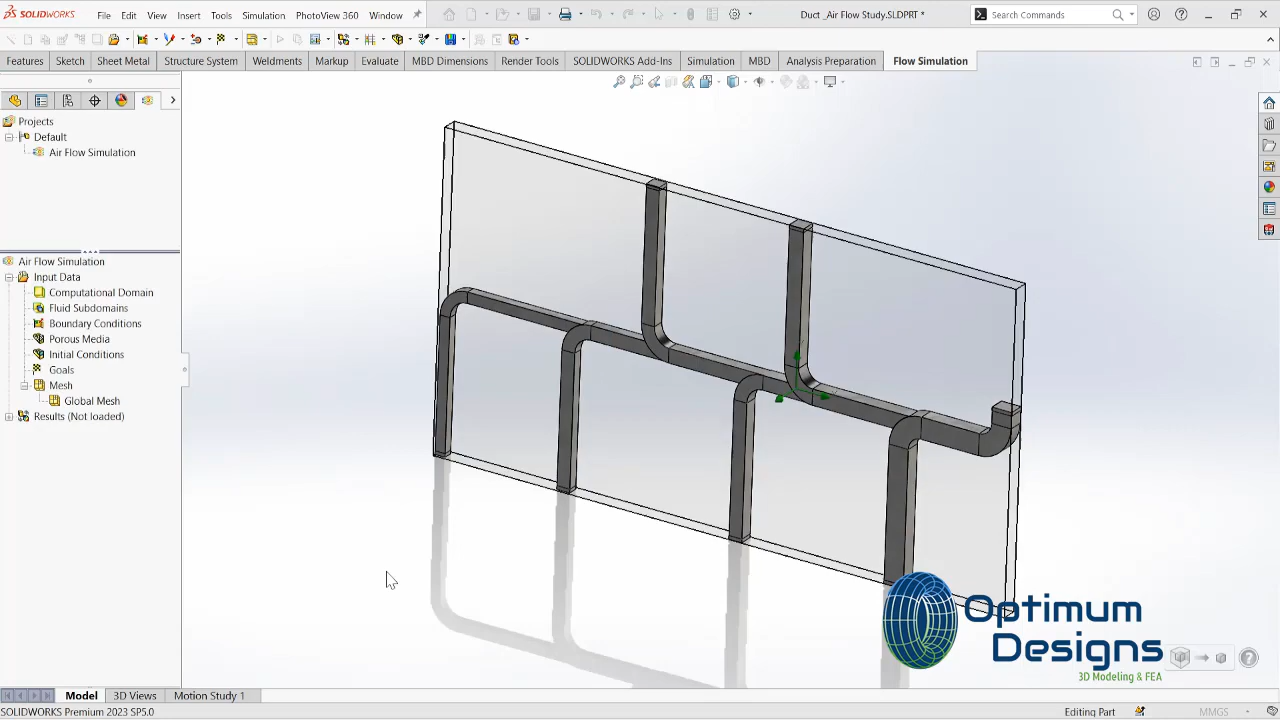 SOLIDWORKS File Edit View Insert Tools Simulation PhotoView 360 Window Duct _Air Flow Study.SLDPRT * Search Commands
Features Sketch Sheet Metal Structure System Weldments Markup Evaluate MBD Dimensions Render Tools SOLIDWORKS Add-Ins Simulation MBD Analysis Preparation Flow Simulation
Projects
Default
Air Flow Simulation
Air Flow Simulation
Input Data
Computational Domain
Fluid Subdomains
Boundary Conditions
Porous Media
Initial Conditions
Goals
Mesh
Global Mesh
Results (Not loaded)
Optimum
Designs
3D Modeling & FEA
Model 3D Views Motion Study 1
SOLIDWORKS Premium 2023 SP5.0 Editing Part MMGS